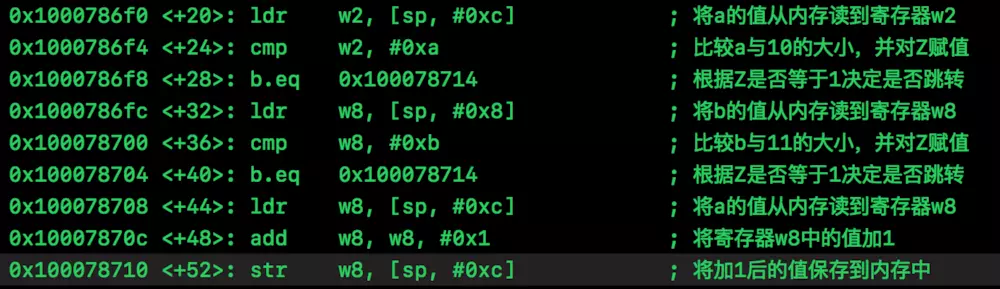 0x1000786f0 <+20>: ldr    w2, [sp, #0xc]    ; 将a的值从内存读到寄存器w2
0x1000786f4 <+24>: cmp    w2, #0xa    ; 比较a与10的大小，并对Z赋值
0x1000786f8 <+28>: b.eq   0x100078714    ; 根据Z是否等于1决定是否跳转
0x1000786fc <+32>: ldr    w8, [sp, #0x8]    ; 将b的值从内存读到寄存器w8
0x100078700 <+36>: cmp    w8, #0xb    ; 比较b与11的大小，并对Z赋值
0x100078704 <+40>: b.eq   0x100078714    ; 根据Z是否等于1决定是否跳转
0x100078708 <+44>: ldr    w8, [sp, #0xc]    ; 将a的值从内存读到寄存器w8
0x10007870c <+48>: add    w8, w8, #0x1    ; 将寄存器w8中的值加1
0x100078710 <+52>: str    w8, [sp, #0xc]    ; 将加1后的值保存到内存中